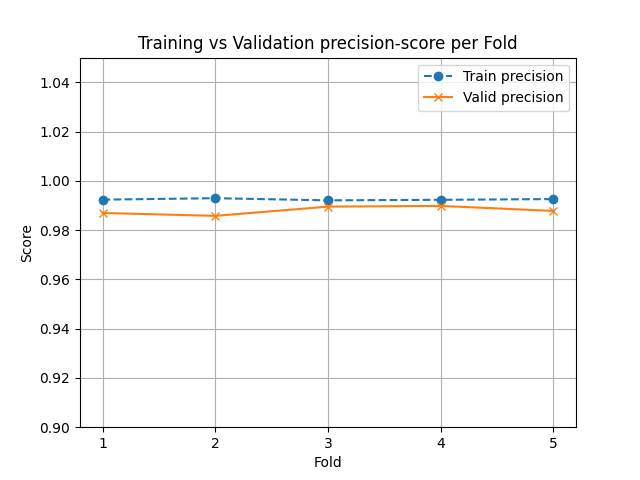 Training vs Validation precision-score per Fold
Train precision
Valid precision
1.04
1.02
1.00
0.98
0.96
0.94
0.92
0.90
Score
1 2 3 4 5
Fold